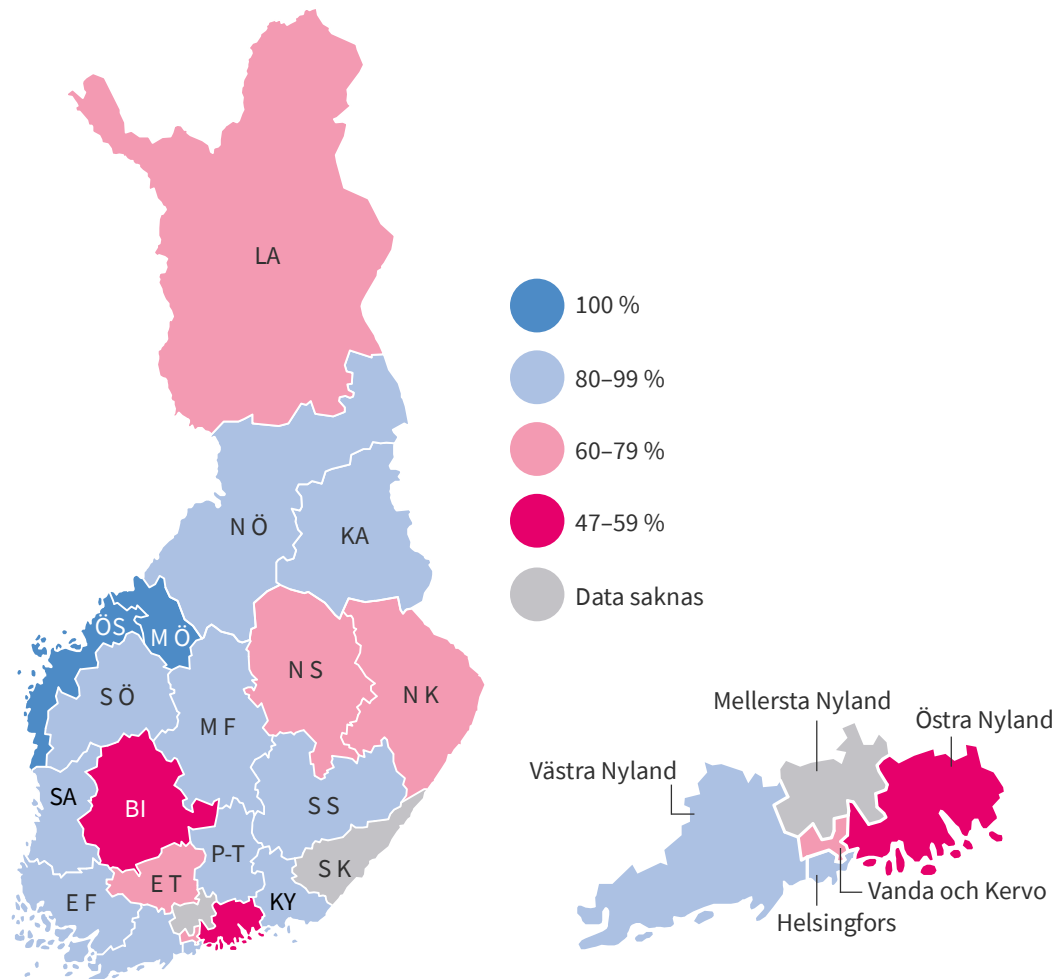 LA
100 %
80–99 %
60–79 %
47–59 %
Data saknas
N Ö
KA
ÖS
M Ö
S Ö
M F
N S
N K
SA
BI
S S
P-T
S K
E T
E F
KY
Mellersta Nyland
Östra Nyland
Västra Nyland
Vanda och Kervo
Helsingfors